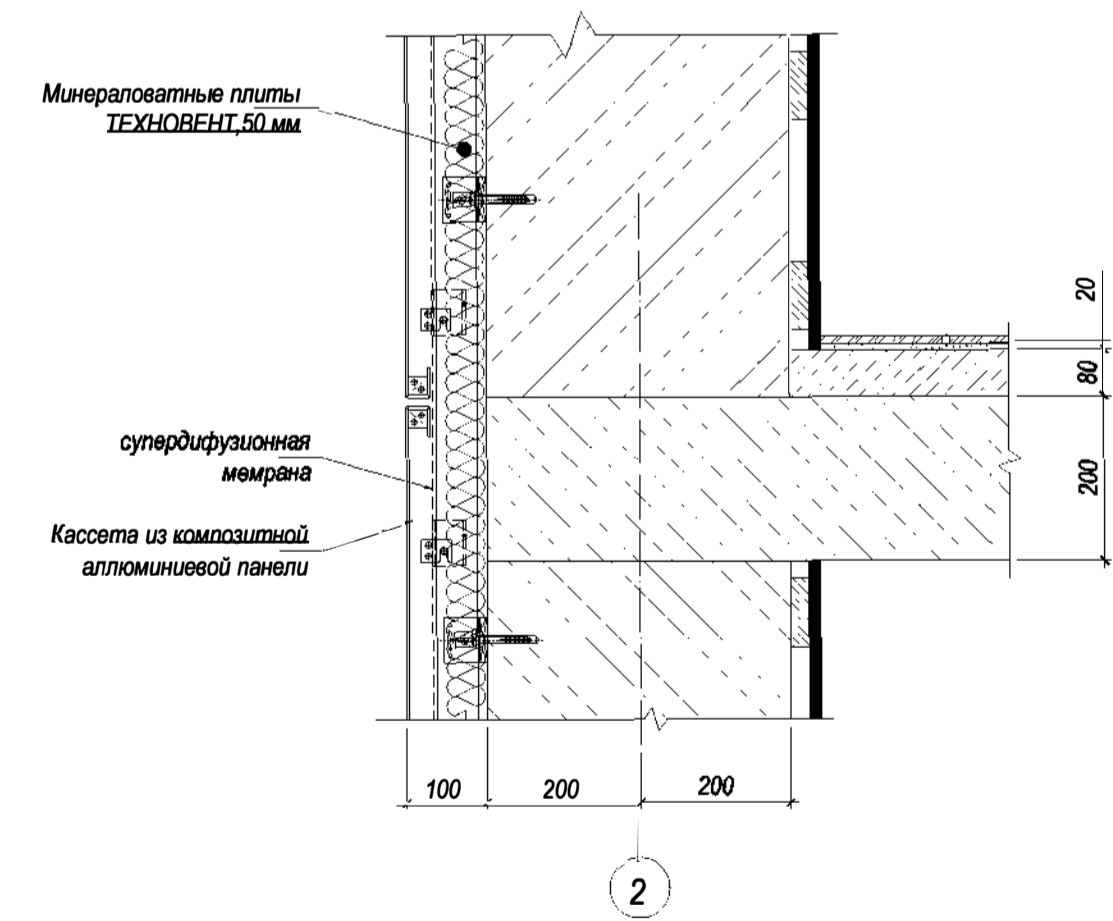 Минераловатные плиты
ТЕХНОВЕНТ,50 мм
супердифузионная
мемрана
Кассета из композитной
аллюминиевой панели
20
80
200
100
200
200
2